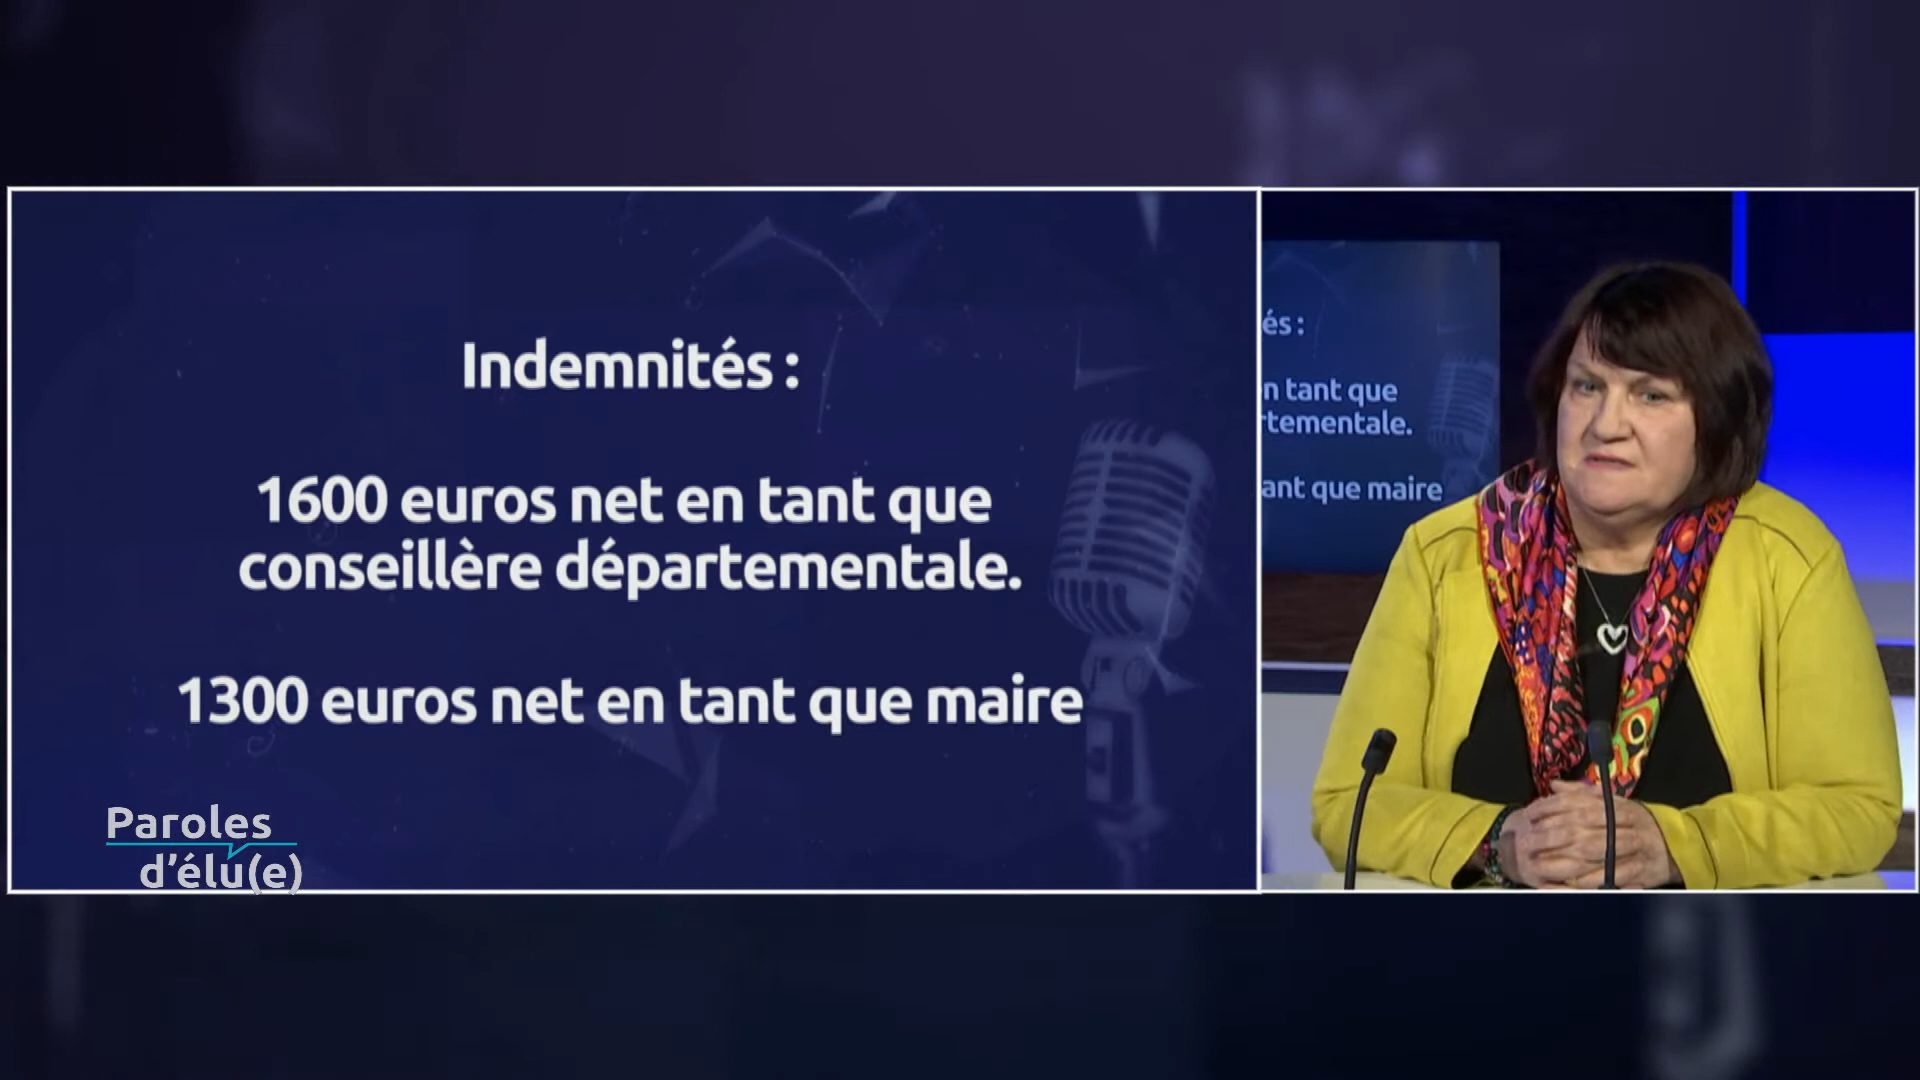 Indemnités :
1600 euros net en tant que
conseillère départementale.
1300 euros net en tant que maire
Paroles
d'élu(e)
és :
n tant que
rtementale.
ant que maire